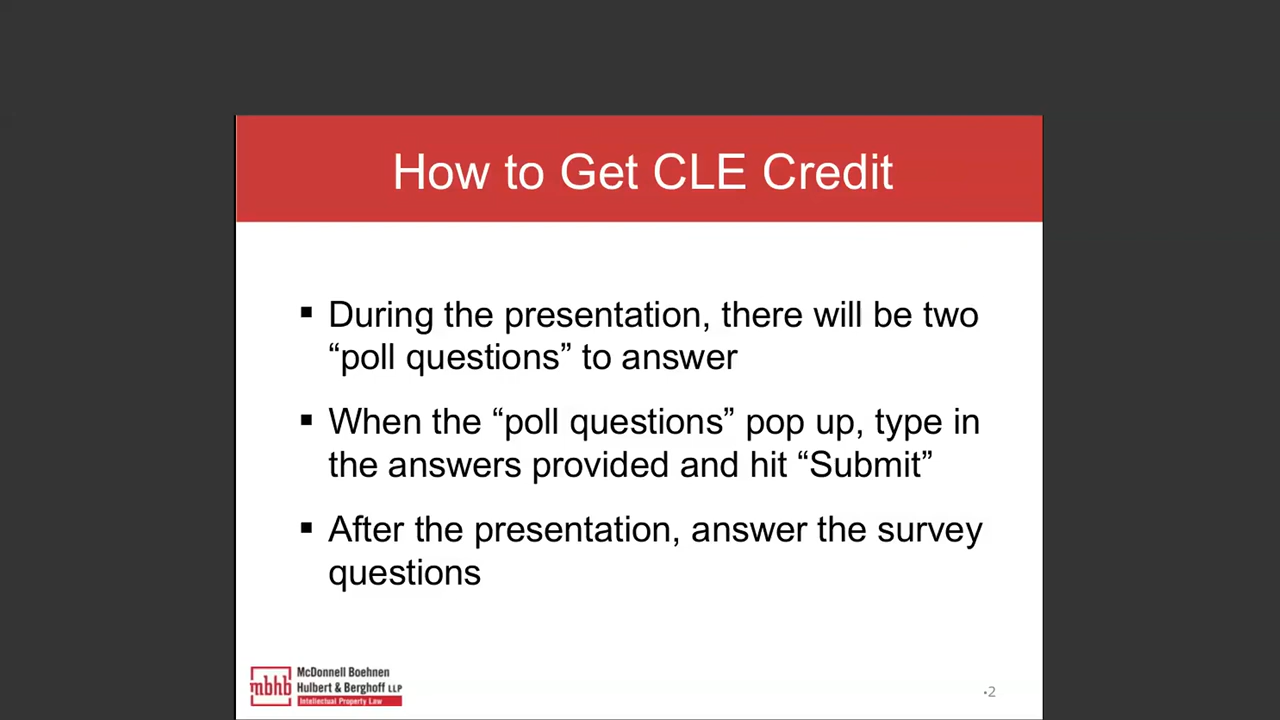 How to Get CLE Credit
▪ During the presentation, there will be two
“poll questions” to answer
▪ When the “poll questions” pop up, type in
the answers provided and hit “Submit”
▪ After the presentation, answer the survey
questions
mbhb
McDonnell Boehnen
Hulbert & Berghoff LLP
Intellectual Property Law
•2